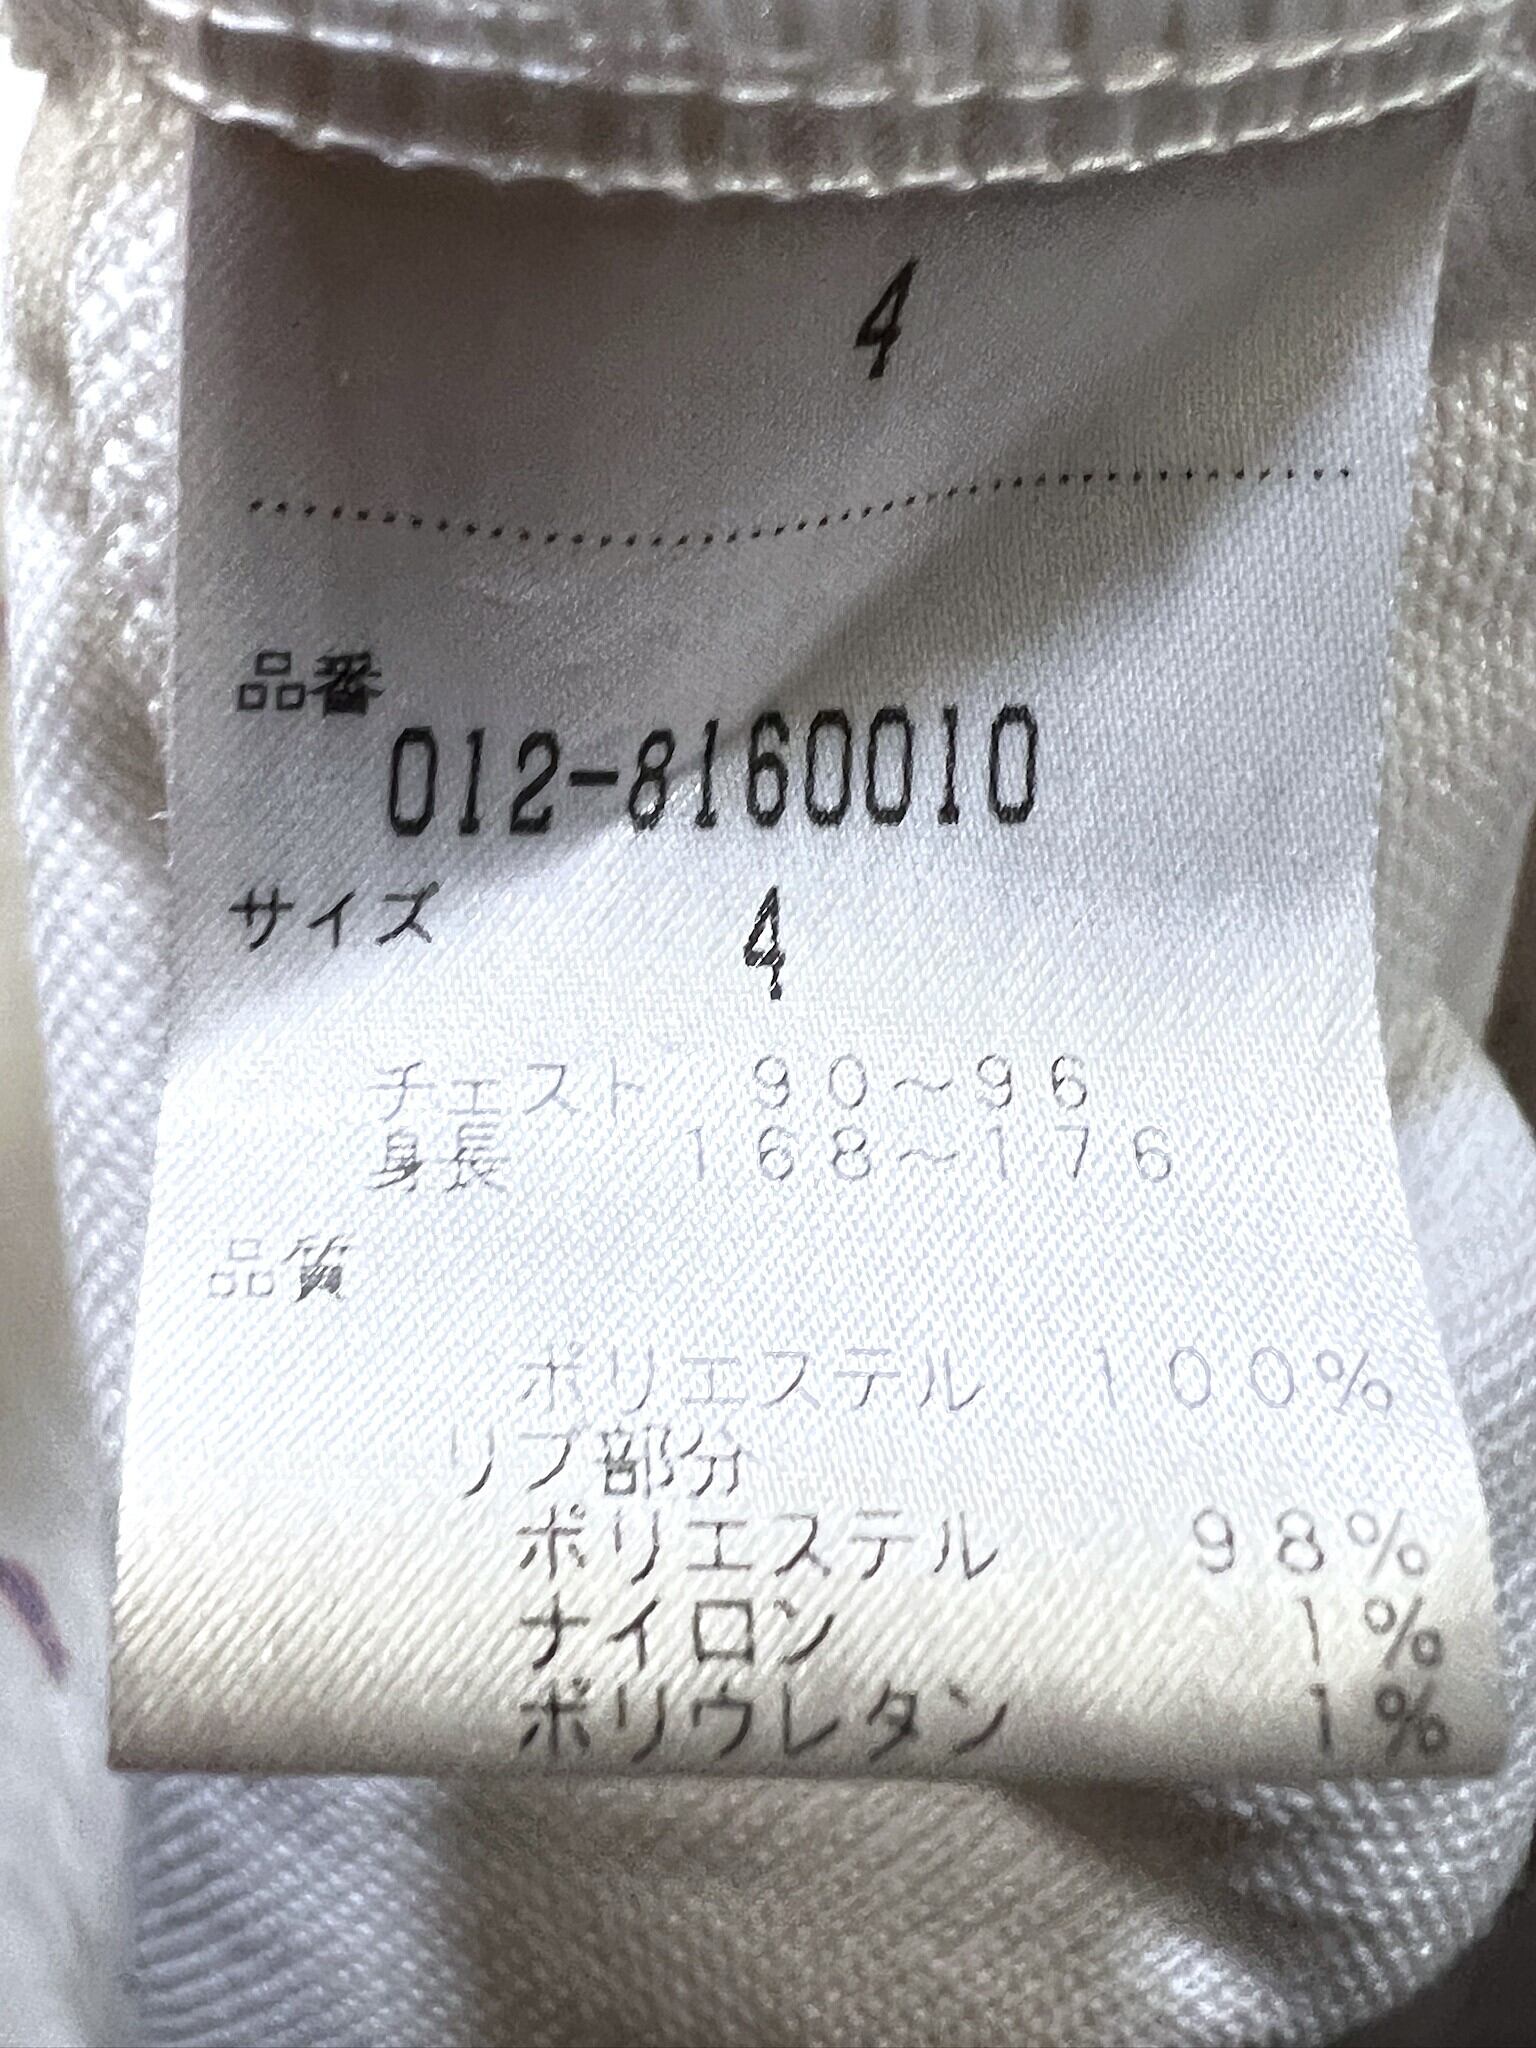 4
品番
012-8160010
サイズ 4
チェスト 90~96
身長 168~176
品質
ポリエステル 100%
リブ部分
ポリエステル 98%
ナイロン 1%
ポリウレタン 1%